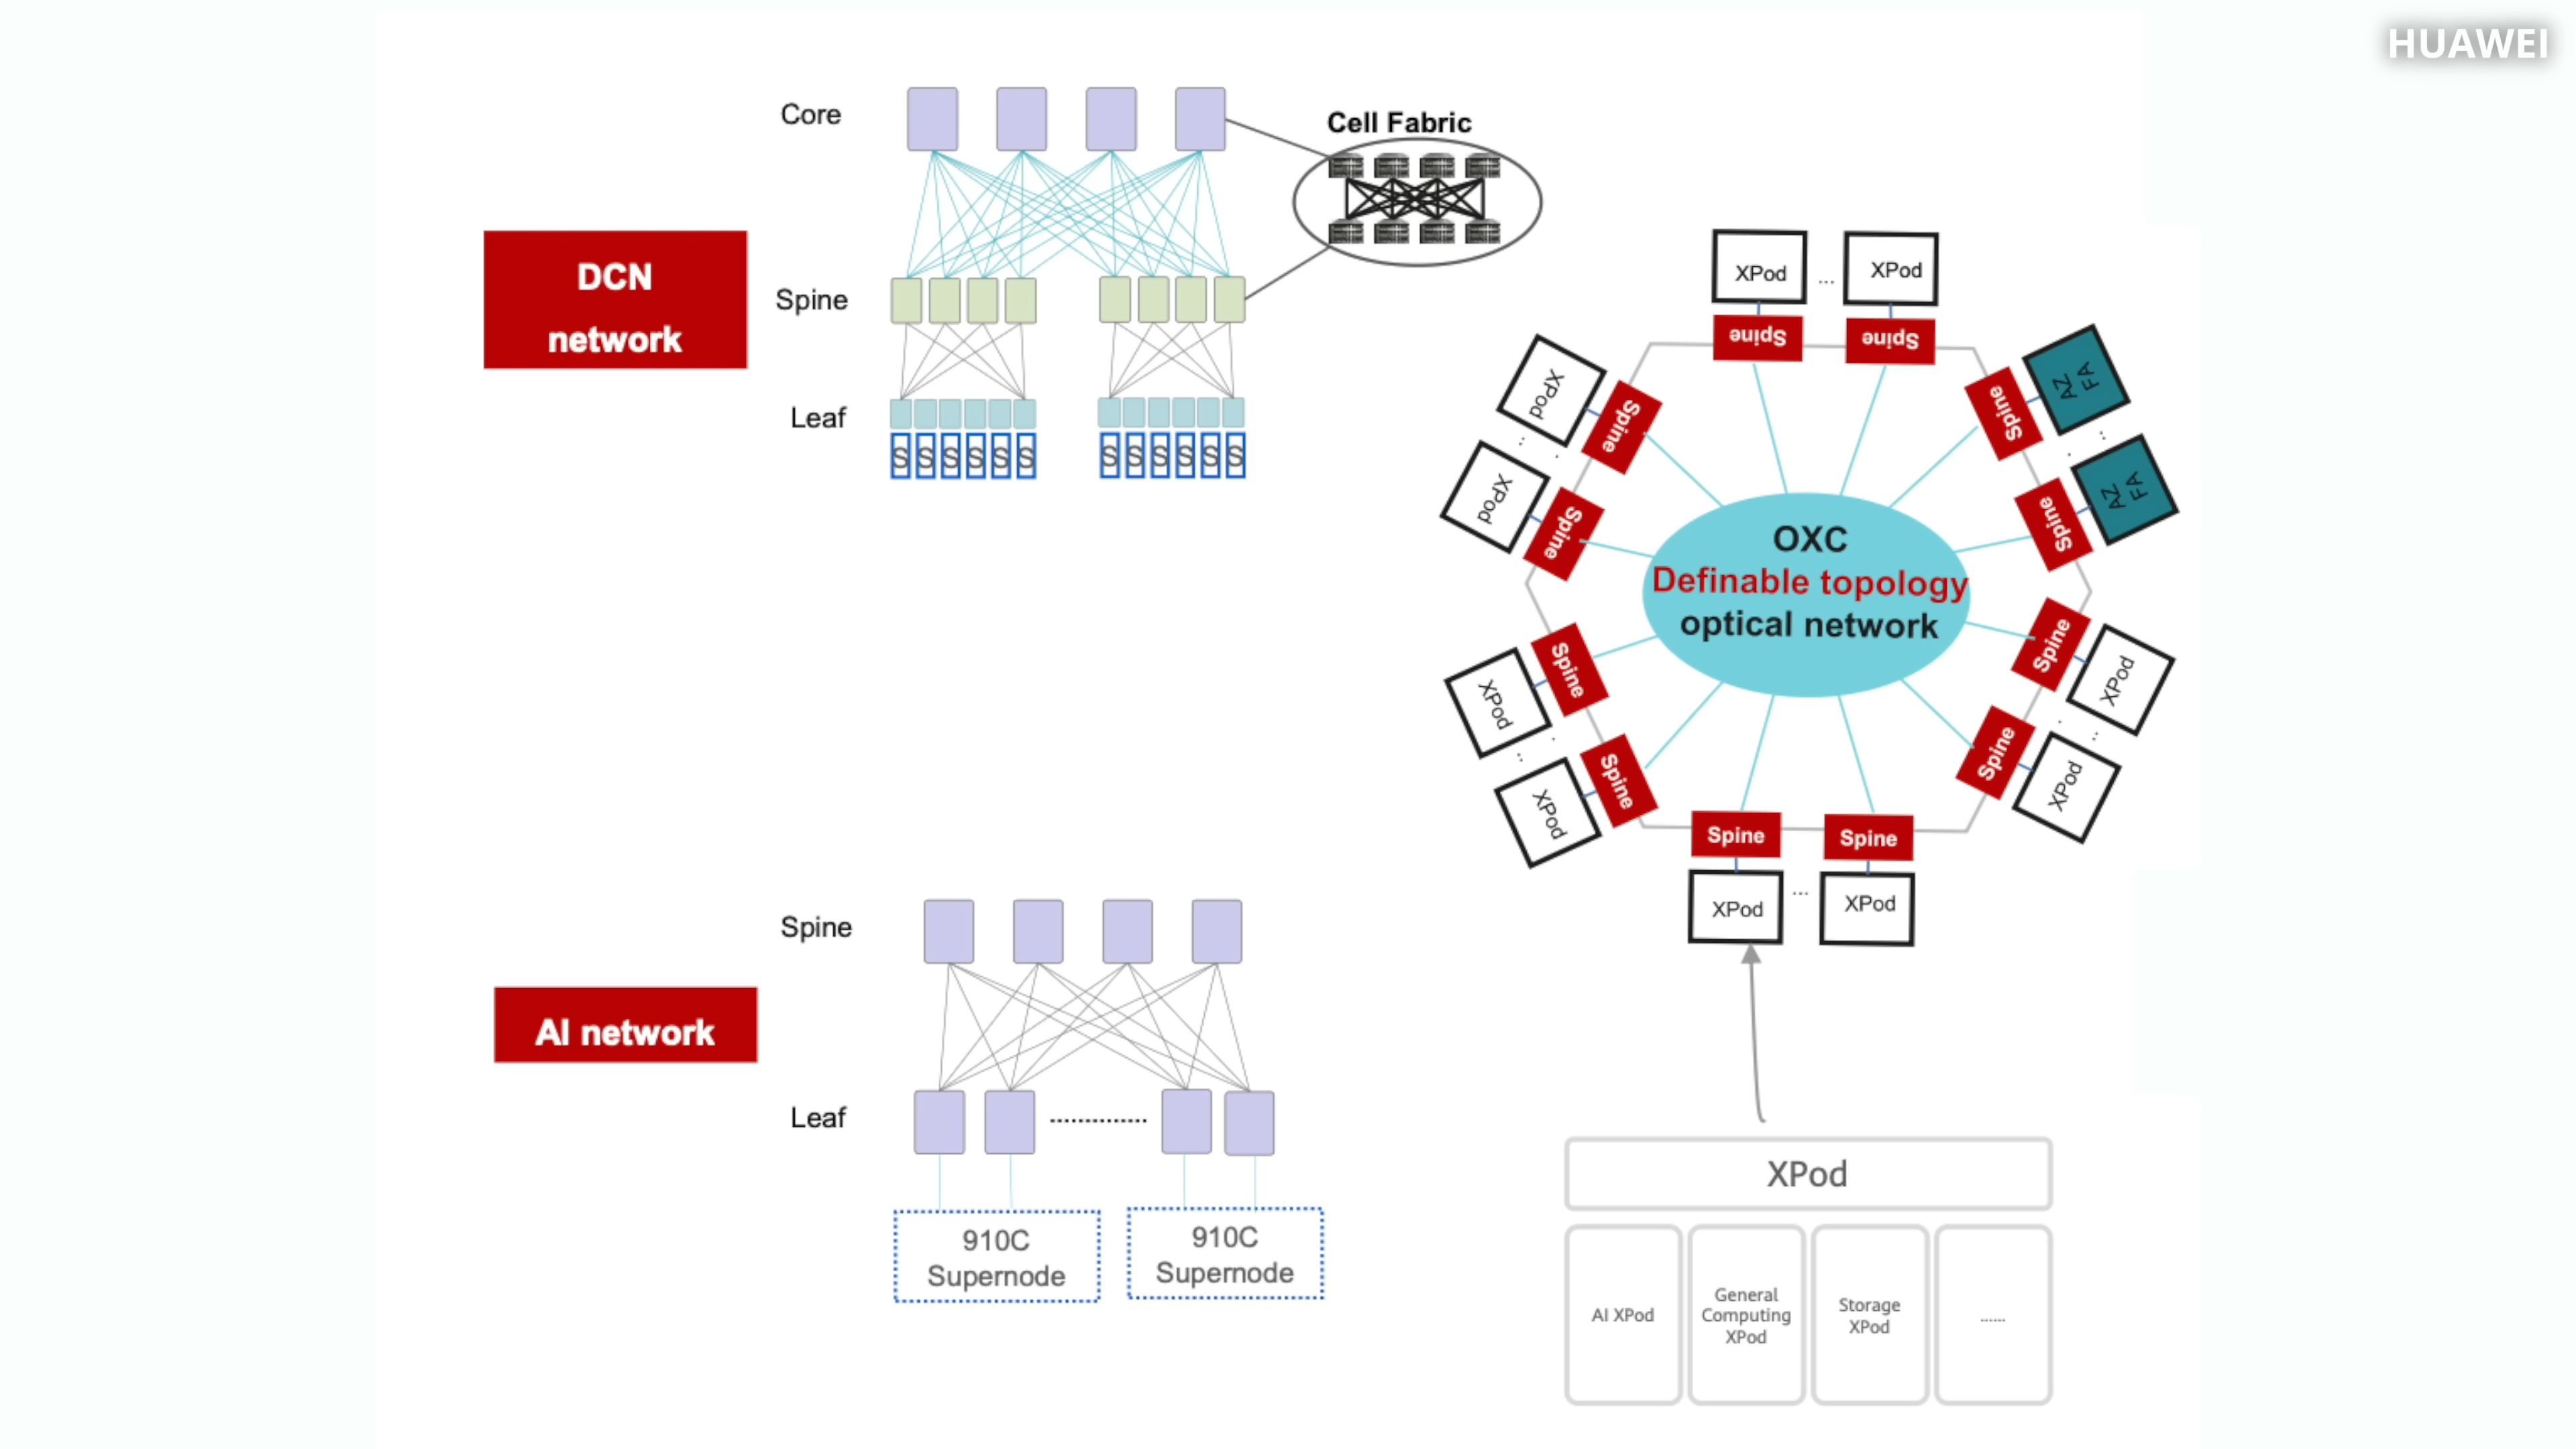 HUAWEI
Core
Cell Fabric
DCN
network
Spine
Leaf
S S S S S S
S S S S S S
Spine
AI network
Leaf
910C
Supernode
910C
Supernode
XPod
...
XPod
Spine
Spine
XPod
Spine
XPod
Spine
Spine
AZ
FA
Spine
AZ
FA
OXC
Definable topology
optical network
Spine
XPod
Spine
XPod
Spine
XPod
Spine
XPod
Spine
Spine
XPod
...
XPod
XPod
AI XPod
General
Computing
XPod
Storage
XPod
......